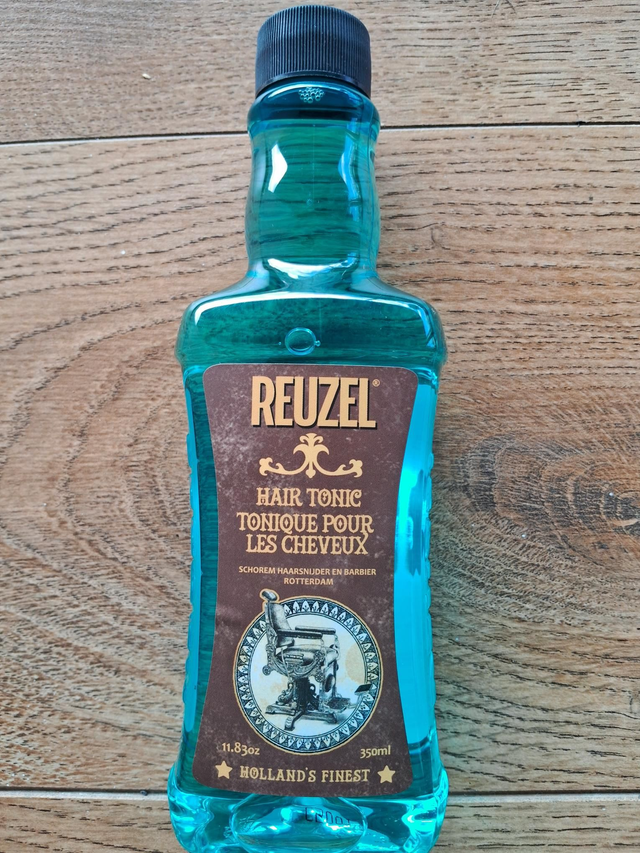 REUZEL®
HAIR TONIC
TONIQUE POUR
LES CHEVEUX
SCHOREM HAARSNIJDER EN BARBIER
ROTTERDAM
11.83oz 350ml
HOLLAND'S FINEST